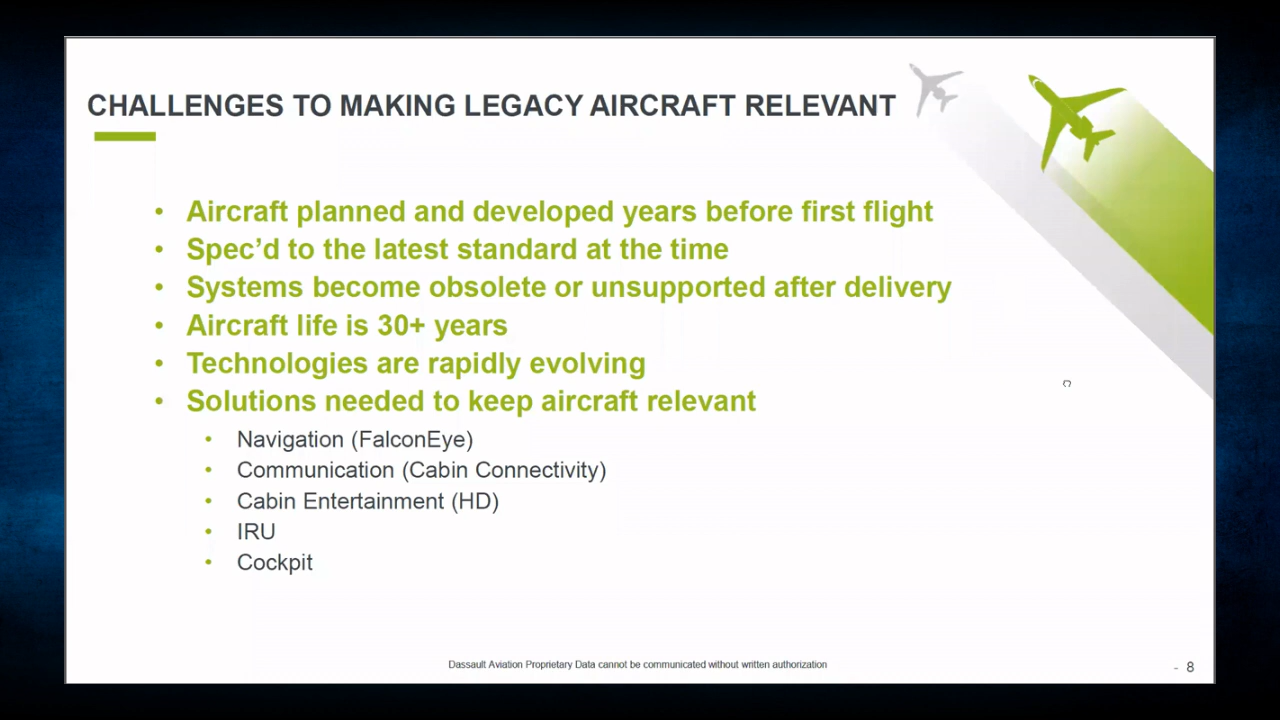 CHALLENGES TO MAKING LEGACY AIRCRAFT RELEVANT
• Aircraft planned and developed years before first flight
• Spec’d to the latest standard at the time
• Systems become obsolete or unsupported after delivery
• Aircraft life is 30+ years
• Technologies are rapidly evolving
• Solutions needed to keep aircraft relevant
• Navigation (FalconEye)
• Communication (Cabin Connectivity)
• Cabin Entertainment (HD)
• IRU
• Cockpit
Dassault Aviation Proprietary Data cannot be communicated without written authorization
- 8